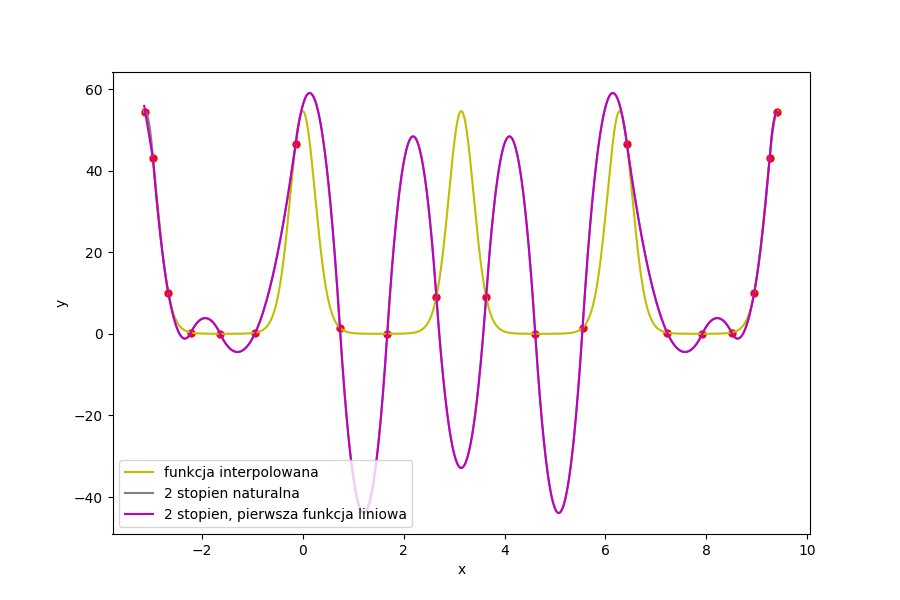 60
40
20
0
−20
−40
y
funkcja interpolowana
2 stopien naturalna
2 stopien, pierwsza funkcja liniowa
−2 0 2 4 6 8 10
x